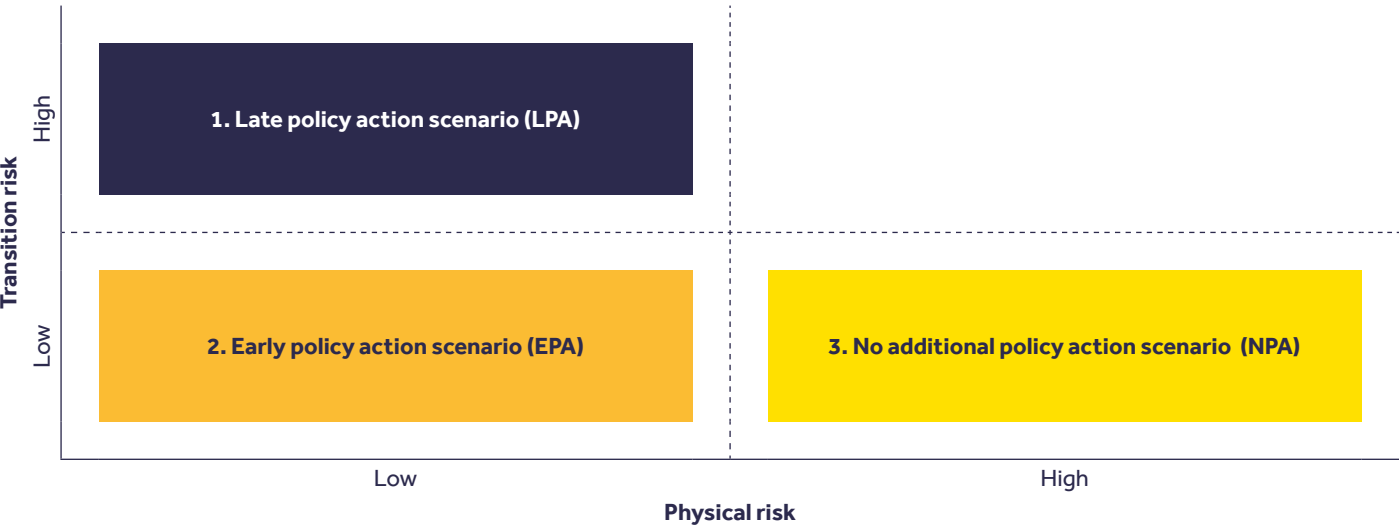 Transition risk
High
Low
1. Late policy action scenario (LPA)
2. Early policy action scenario (EPA)
3. No additional policy action scenario (NPA)
Low
High
Physical risk